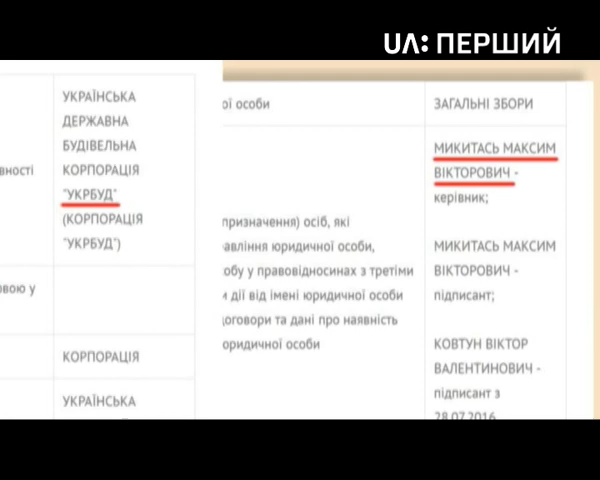 UA: ПЕРШИЙ
УКРАЇНСЬКА
ДЕРЖАВНА
БУДІВЕЛЬНА
вності
КОРПОРАЦІЯ
"УКРБУД"
(КОРПОРАЦІЯ
"УКРБУД")
овою у
КОРПОРАЦІЯ
УКРАЇНСЬКА
ої особи
призначення) осіб, які
авління юридичної особи,
обу у правовідносинах з третіми
и дії від імені юридичної особи
договори та дані про наявність
юридичної особи
ЗАГАЛЬНІ ЗБОРИ
МИКИТАСЬ МАКСИМ
ВІКТОРОВИЧ -
керівник;
МИКИТАСЬ МАКСИМ
ВІКТОРОВИЧ -
підписант;
КОВТУН ВІКТОР
ВАЛЕНТИНОВИЧ -
підписант з
28.07.2016